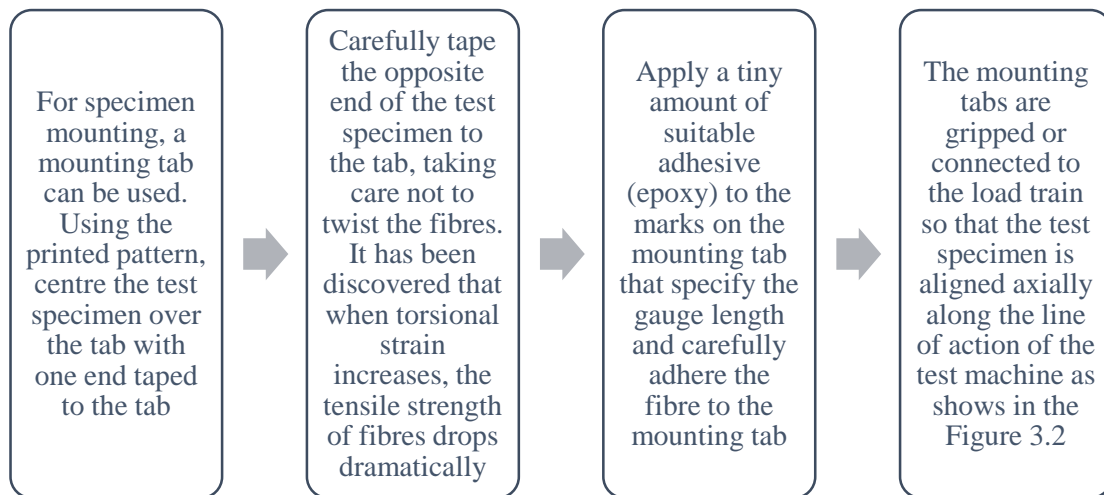 For specimen
mounting, a
mounting tab
can be used.
Using the
printed pattern,
centre the test
specimen over
the tab with
one end taped
to the tab
Carefully tape
the opposite
end of the test
specimen to
the tab, taking
care not to
twist the fibres.
It has been
discovered that
when torsional
strain
increases, the
tensile strength
of fibres drops
dramatically
Apply a tiny
amount of
suitable
adhesive
(epoxy) to the
marks on the
mounting tab
that specify the
gauge length
and carefully
adhere the
fibre to the
mounting tab
The mounting
tabs are
gripped or
connected to
the load train
so that the test
specimen is
aligned axially
along the line
of action of the
test machine as
shows in the
Figure 3.2